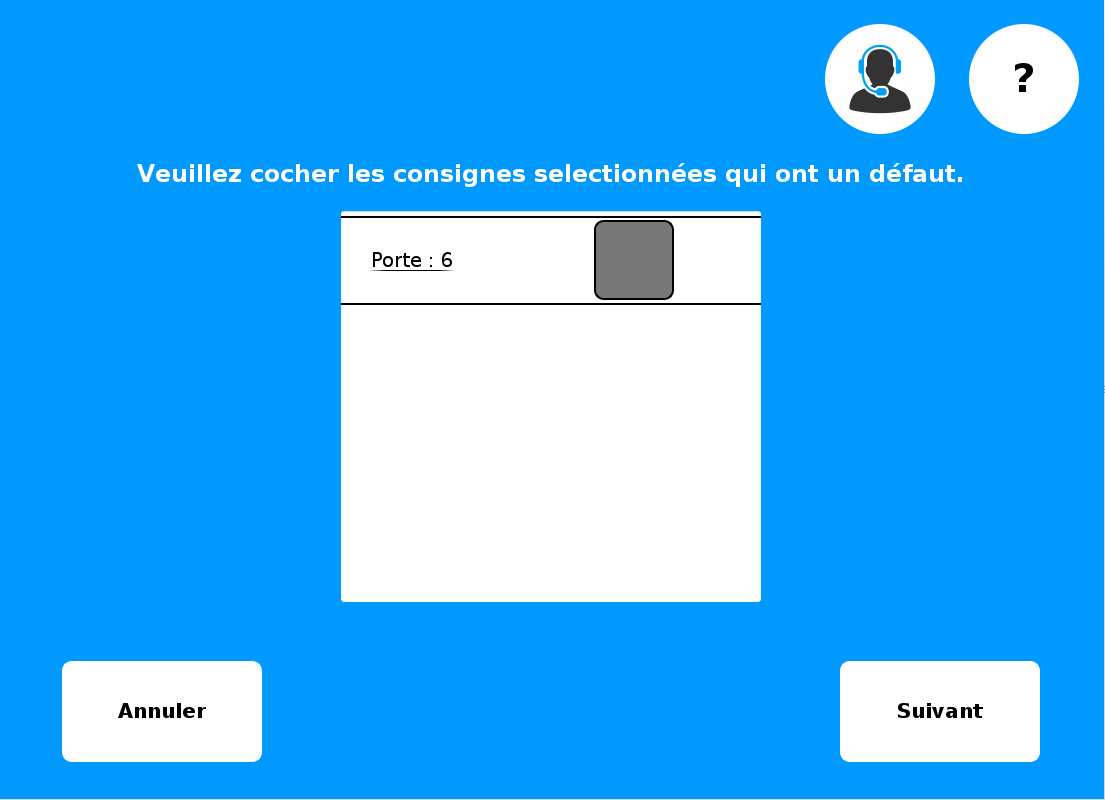 ?
Veuillez cocher les consignes selectionnées qui ont un défaut.
Porte : 6
Annuler
Suivant